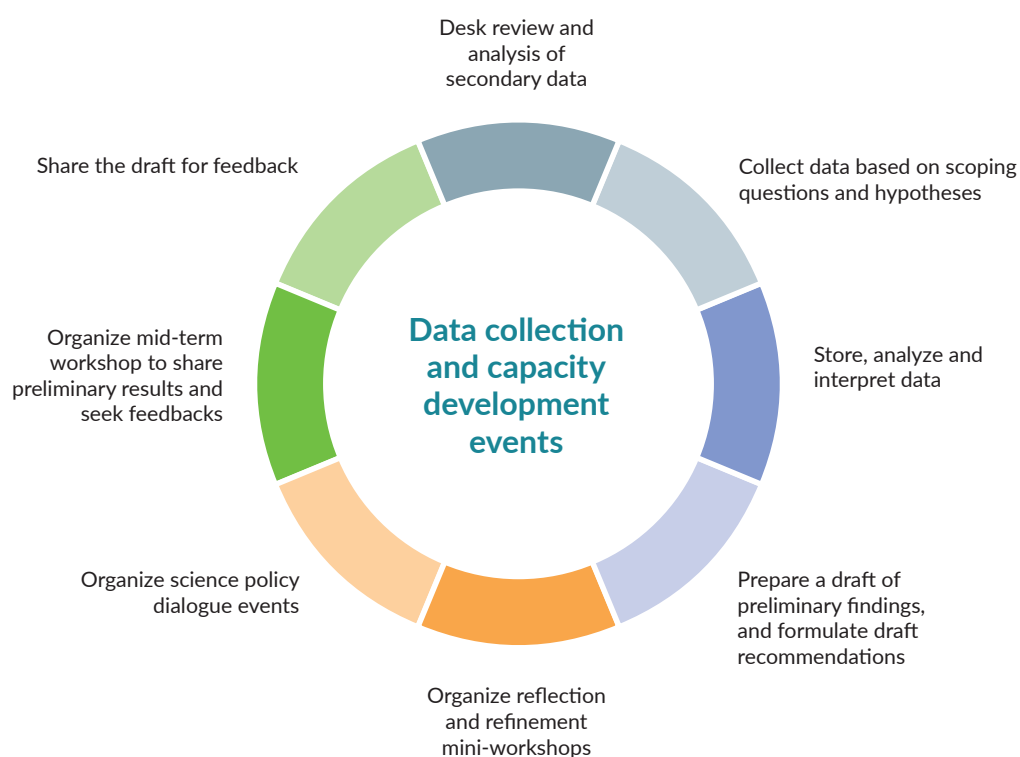 Desk review and
analysis of
secondary data
Collect data based on scoping
questions and hypotheses
Store, analyze and
interpret data
Prepare a draft of
preliminary findings,
and formulate draft
recommendations
Organize reflection
and refinement
mini-workshops
Organize science policy
dialogue events
Organize mid-term
workshop to share
preliminary results and
seek feedbacks
Share the draft for feedback
Data collection
and capacity
development
events